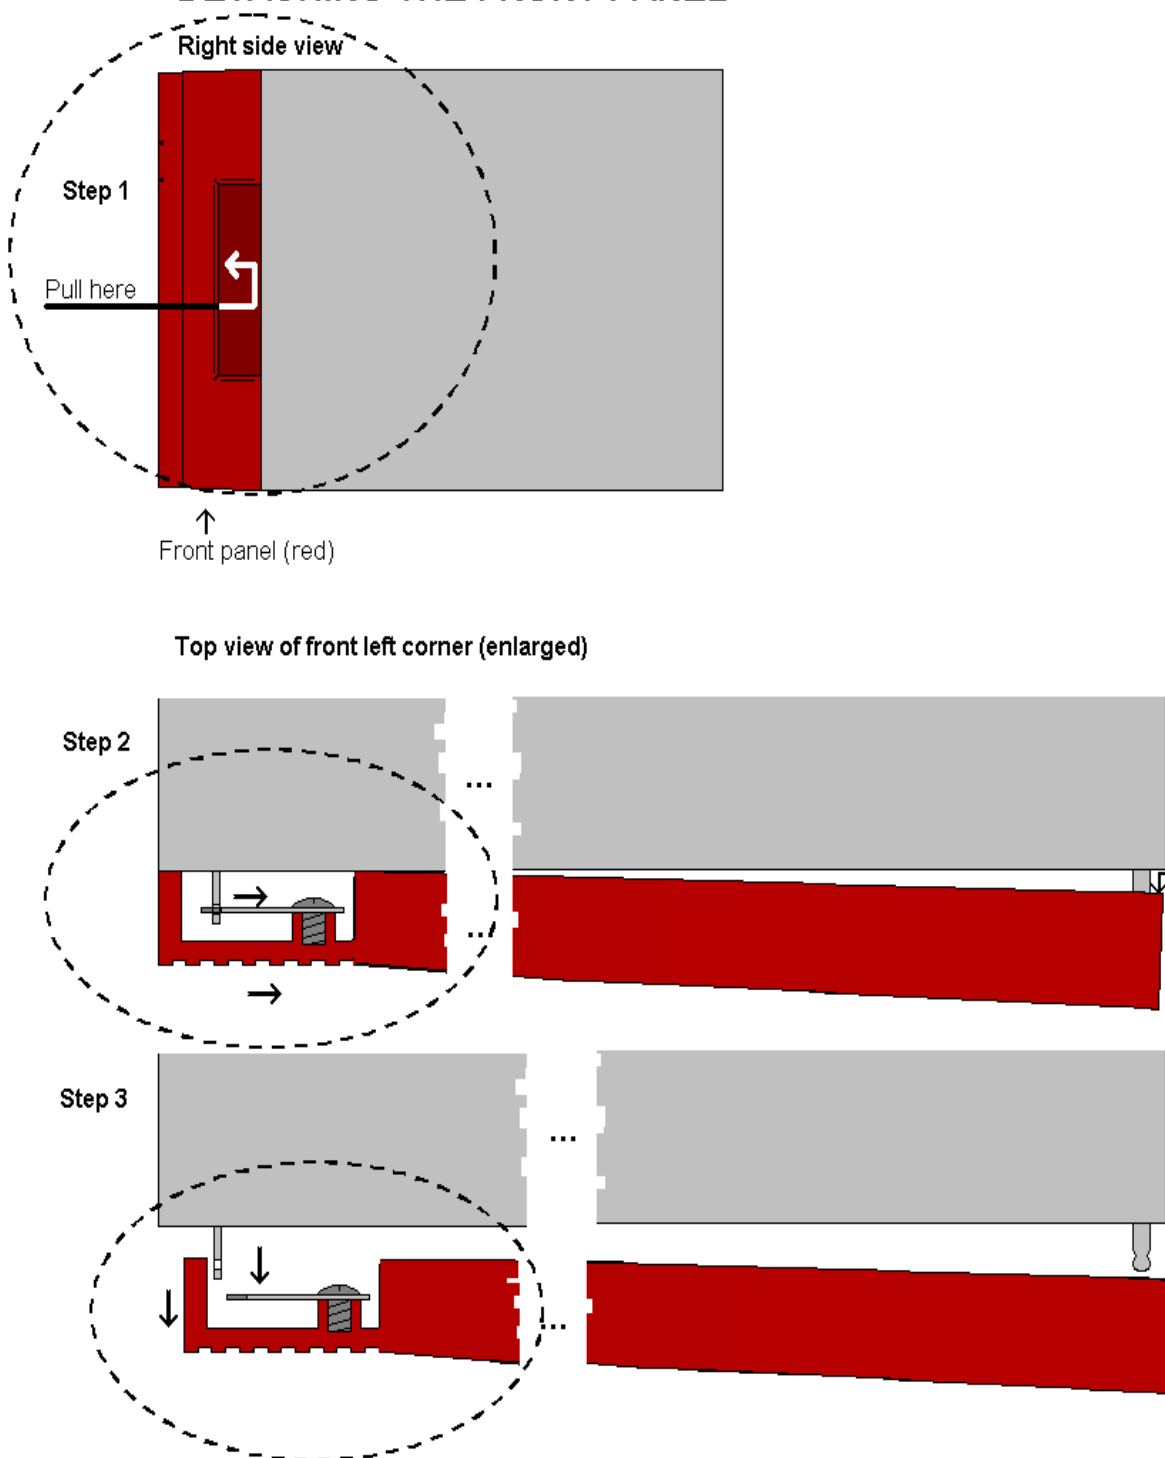 Right side view
Step 1
Pull here
Front panel (red)
Top view of front left corner (enlarged)
Step 2
...
...
Step 3
...
...